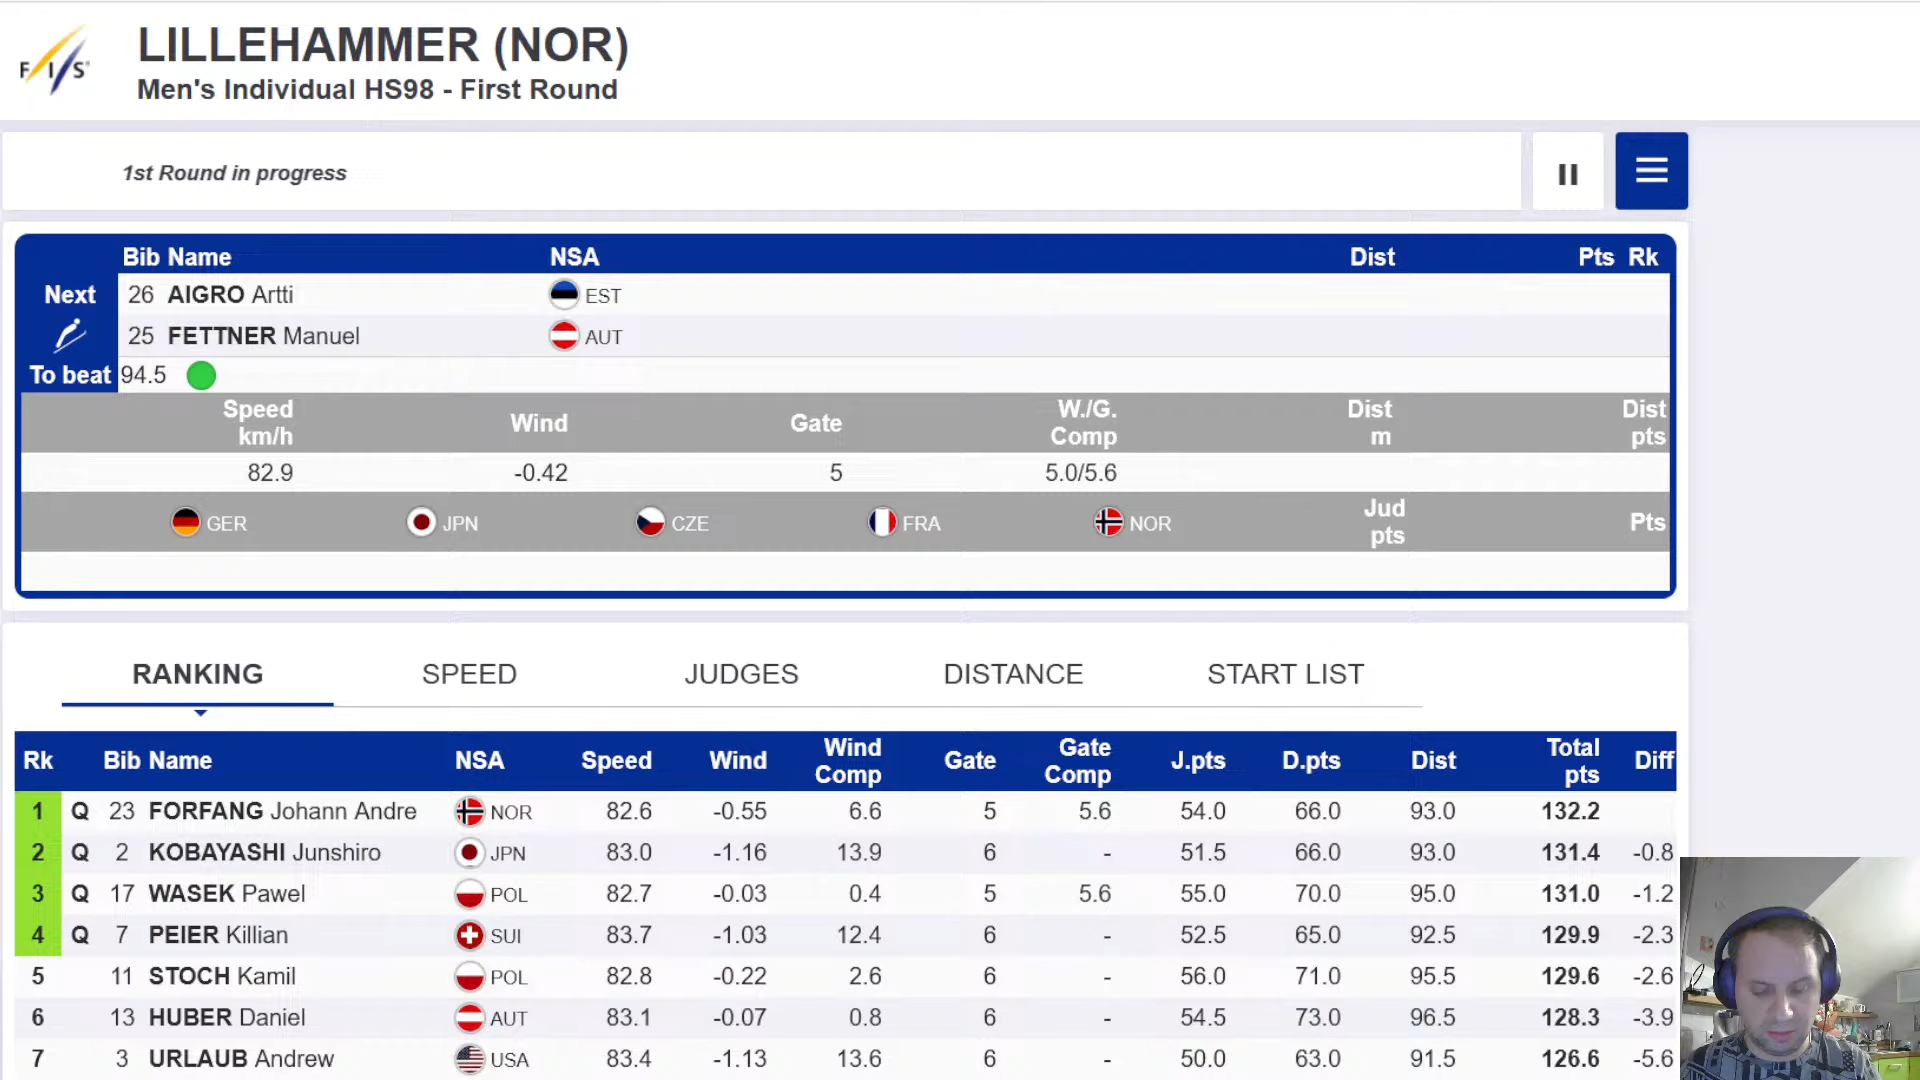 FIS
LILLEHAMMER (NOR)
Men's Individual HS98 - First Round
1st Round in progress
Bib Name NSA Dist Pts Rk
Next 26 AIGRO Artti EST
25 FETTNER Manuel AUT
To beat 94.5
Speed km/h Wind Gate W./G. Comp Dist m Dist pts
82.9 -0.42 5 5.0/5.6
GER JPN CZE FRA NOR Jud pts Pts
RANKING SPEED JUDGES DISTANCE START LIST
Rk Bib Name NSA Speed Wind Wind Comp Gate Gate Comp J.pts D.pts Dist Total pts Diff
1 Q 23 FORFANG Johann Andre NOR 82.6 -0.55 6.6 5 5.6 54.0 66.0 93.0 132.2
2 Q 2 KOBAYASHI Junshiro JPN 83.0 -1.16 13.9 6 - 51.5 66.0 93.0 131.4 -0.8
3 Q 17 WASEK Pawel POL 82.7 -0.03 0.4 5 5.6 55.0 70.0 95.0 131.0 -1.2
4 Q 7 PEIER Killian SUI 83.7 -1.03 12.4 6 - 52.5 65.0 92.5 129.9 -2.3
5 11 STOCH Kamil POL 82.8 -0.22 2.6 6 - 56.0 71.0 95.5 129.6 -2.6
6 13 HUBER Daniel AUT 83.1 -0.07 0.8 6 - 54.5 73.0 96.5 128.3 -3.9
7 3 URLAUB Andrew USA 83.4 -1.13 13.6 6 - 50.0 63.0 91.5 126.6 -5.6